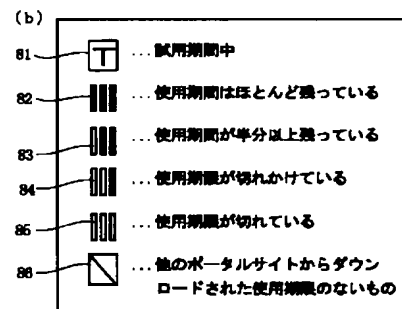 (b)
81 T ...試用期間中
82 ...使用期間はほとんど残っている
83 ...使用期間が半分以上残っている
84 ...使用期限が切れかけている
85 ...使用期限が切れている
86 ...他のポータルサイトからダウン
ロードされた使用期限のないもの